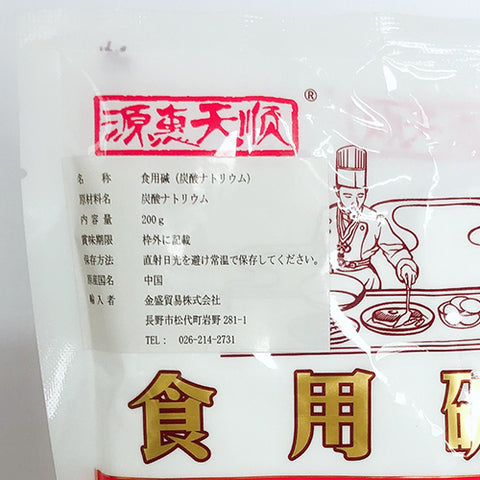 源惠天順®
名 称 食用碱(炭酸ナトリウム)
原材料名 炭酸ナトリウム
内容量 200g
賞味期限 枠外に記載
保存方法 直射日光を避け常温で保存してください。
原産国名 中国
輸入者 金盛貿易株式会社
長野市松代町岩野 281-1
TEL: 026-214-2731
食用